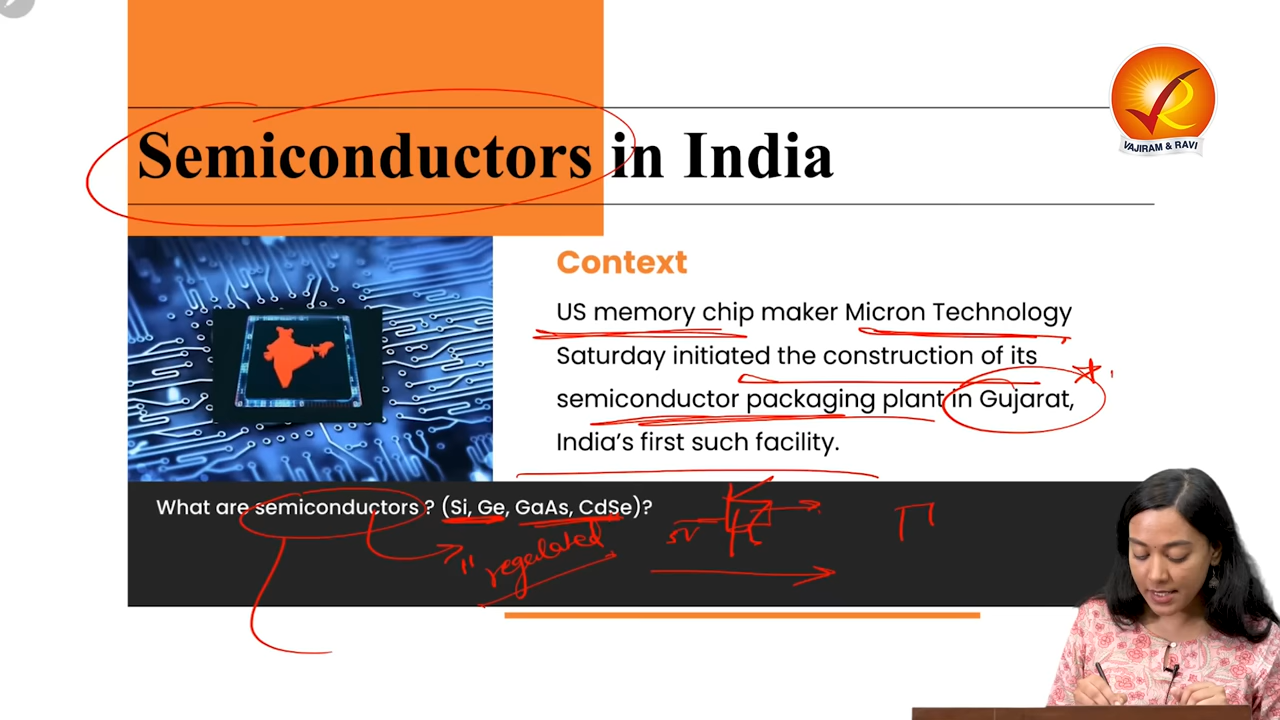 Semiconductors in India
VAJIRAM & RAVI
Context
US memory chip maker Micron Technology
Saturday initiated the construction of its
semiconductor packaging plant in Gujarat,
India's first such facility.
What are semiconductors ? (Si, Ge, GaAs, CdSe)?
"regulated
5V